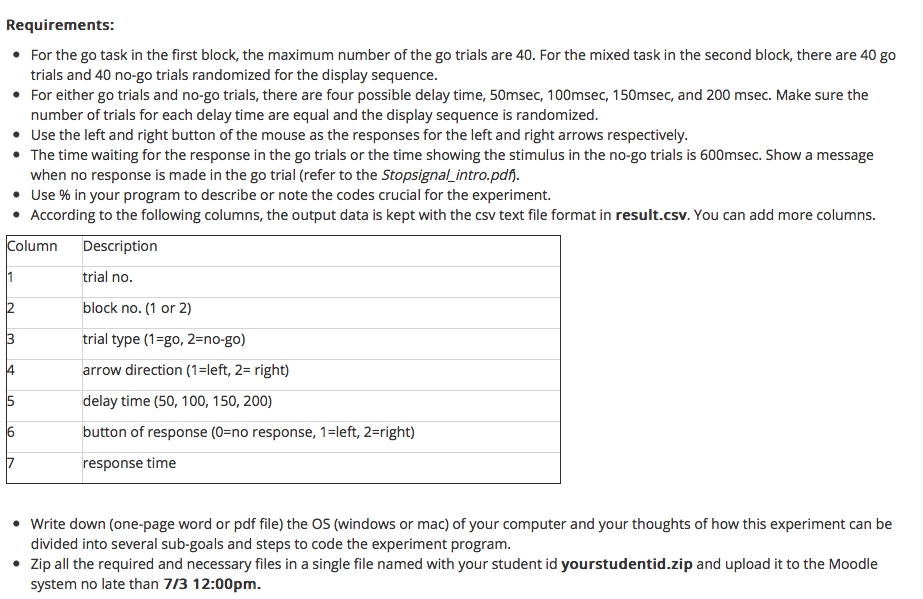 Requirements:
• For the go task in the first block, the maximum number of the go trials are 40. For the mixed task in the second block, there are 40 go
trials and 40 no-go trials randomized for the display sequence.
• For either go trials and no-go trials, there are four possible delay time, 50msec, 100msec, 150msec, and 200 msec. Make sure the
number of trials for each delay time are equal and the display sequence is randomized.
• Use the left and right button of the mouse as the responses for the left and right arrows respectively.
• The time waiting for the response in the go trials or the time showing the stimulus in the no-go trials is 600msec. Show a message
when no response is made in the go trial (refer to the Stopsignal_intro.pdf).
• Use % in your program to describe or note the codes crucial for the experiment.
• According to the following columns, the output data is kept with the csv text file format in result.csv. You can add more columns.
Column Description
1 trial no.
2 block no. (1 or 2)
3 trial type (1=go, 2=no-go)
4 arrow direction (1=left, 2= right)
5 delay time (50, 100, 150, 200)
6 button of response (0=no response, 1=left, 2=right)
7 response time
• Write down (one-page word or pdf file) the OS (windows or mac) of your computer and your thoughts of how this experiment can be
divided into several sub-goals and steps to code the experiment program.
• Zip all the required and necessary files in a single file named with your student id yourstudentid.zip and upload it to the Moodle
system no late than 7/3 12:00pm.